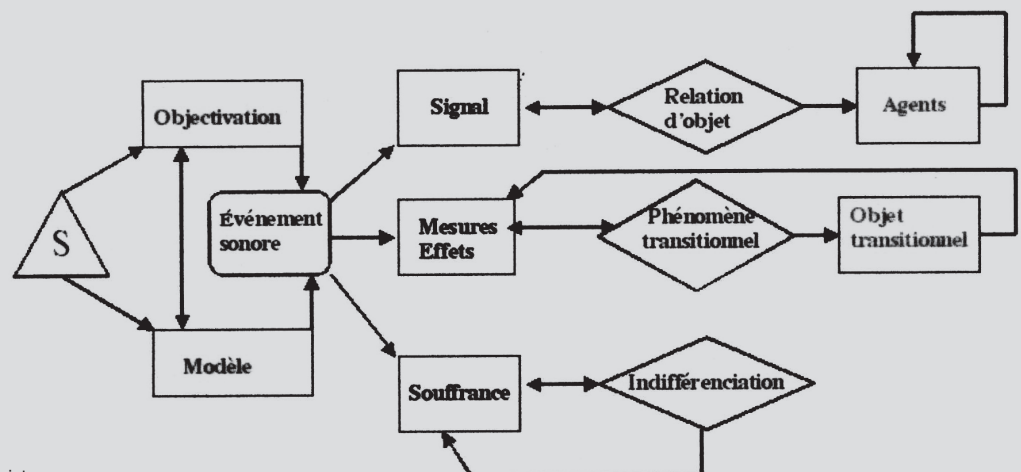 Objectivation
Signal
Relation
d'objet
Agents
S
Événement
sonore
Mesures
Effets
Phénomène
transitionnel
Objet
transitionnel
Modèle
Souffrance
Indifférenciation